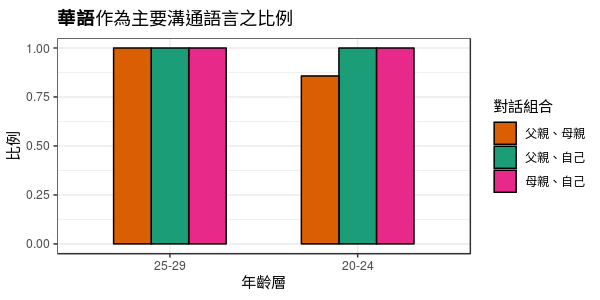 華語作為主要溝通語言之比例
比例
1.00
0.75
0.50
0.25
0.00
25-29
20-24
年齡層
對話組合
父親、母親
父親、自己
母親、自己